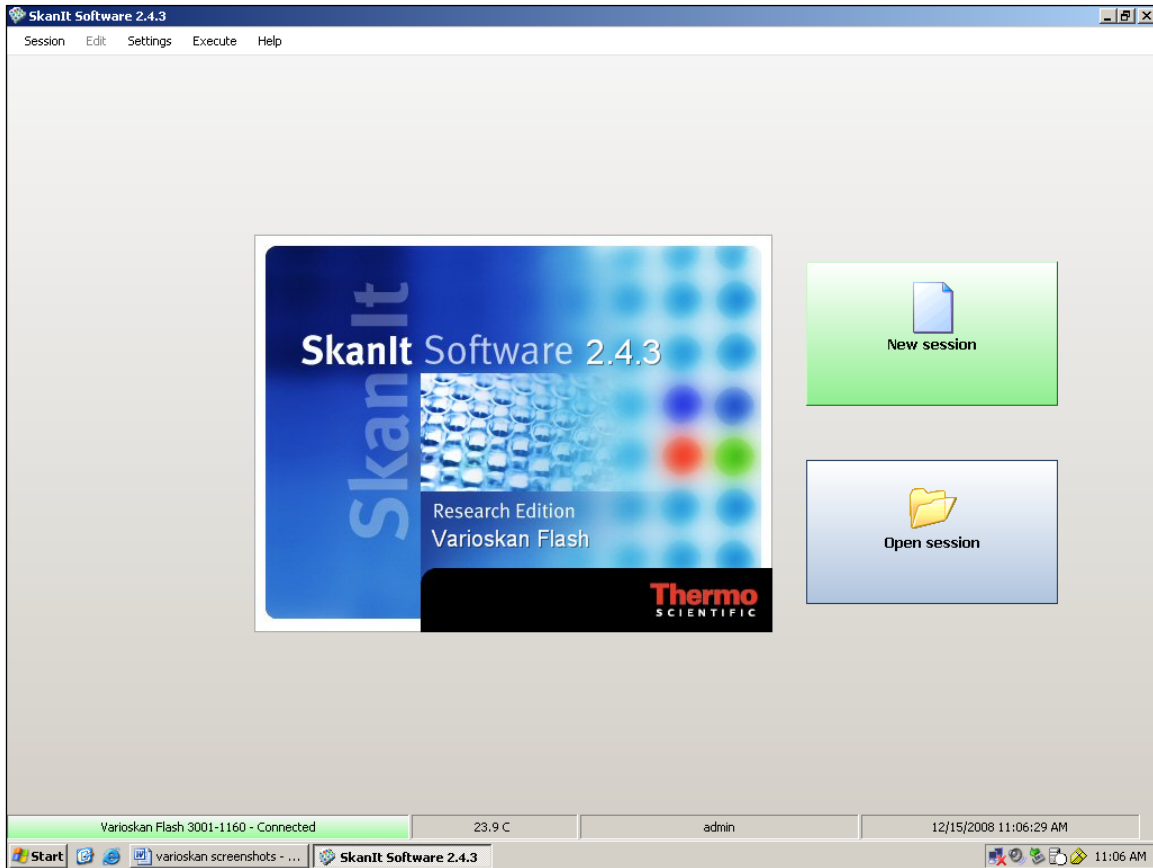 SkanIt Software 2.4.3
Session Edit Settings Execute Help
SkanIt
SkanIt Software 2.4.3
Research Edition
Varioskan Flash
Thermo
SCIENTIFIC
New session
Open session
Varioskan Flash 3001-1160 - Connected 23.9 C admin 12/15/2008 11:06:29 AM
Start varioskan screenshots - ... SkanIt Software 2.4.3 11:06 AM